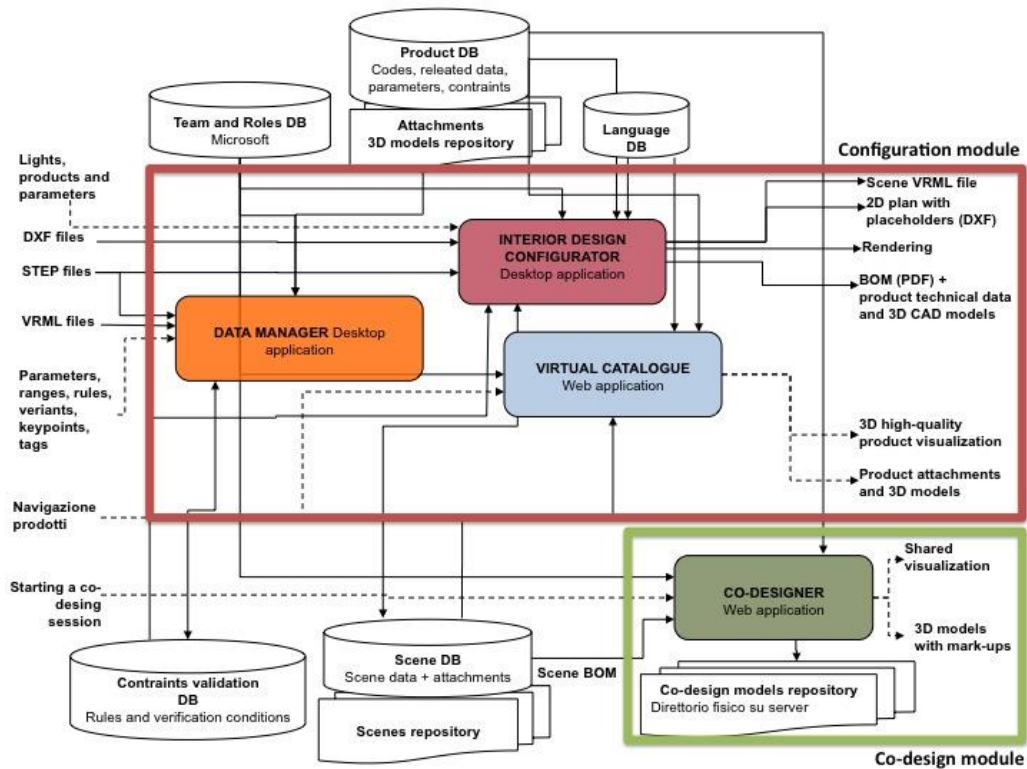 Product DB
Codes, releated data,
parameters, contraints
Team and Roles DB
Microsoft
Attachments
3D models repository
Language
DB
Configuration module
Lights,
products and
parameters
DXF files
STEP files
VRML files
Parameters,
ranges, rules,
veriants,
keypoints,
tags
Navigazione
prodotti
Starting a co-
desing
session
INTERIOR DESIGN
CONFIGURATOR
Desktop application
DATA MANAGER Desktop
application
VIRTUAL CATALOGUE
Web application
Scene VRML file
2D plan with
placeholders (DXF)
Rendering
BOM (PDF) +
product technical data
and 3D CAD models
3D high-quality
product visualization
Product attachments
and 3D models
CO-DESIGNER
Web application
Shared
visualization
3D models
with mark-ups
Contraints validation
DB
Rules and verification conditions
Scene DB
Scene data + attachments
Scenes repository
Scene BOM
Co-design models repository
Direttorio fisico su server
Co-design module